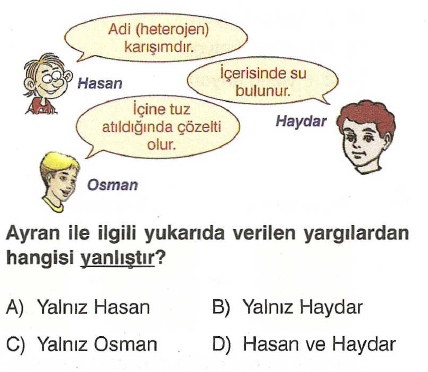 Adi (heterojen)
karışımdır.
Hasan
İçerisinde su
bulunur.
Haydar
İçine tuz
atıldığında çözelti
olur.
Osman
Ayran ile ilgili yukarıda verilen yargılardan
hangisi yanlıştır?
A) Yalnız Hasan
B) Yalnız Haydar
C) Yalnız Osman
D) Hasan ve Haydar